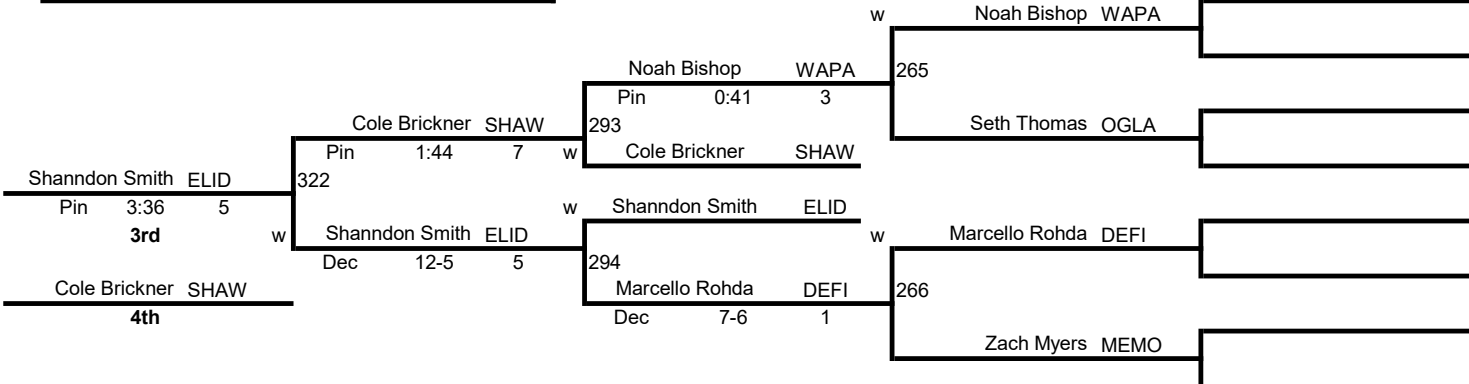 w Noah Bishop WAPA
Noah Bishop WAPA 265
Pin 0:41 3
Cole Brickner SHAW 293 Seth Thomas OGLA
Pin 1:44 7 w Cole Brickner SHAW
Shanndon Smith ELID 322
Pin 3:36 5 w Shanndon Smith ELID
3rd w Shanndon Smith ELID w Marcello Rohda DEFI
Dec 12-5 5 294
Cole Brickner SHAW Marcello Rohda DEFI 266
4th Dec 7-6 1
Zach Myers MEMO